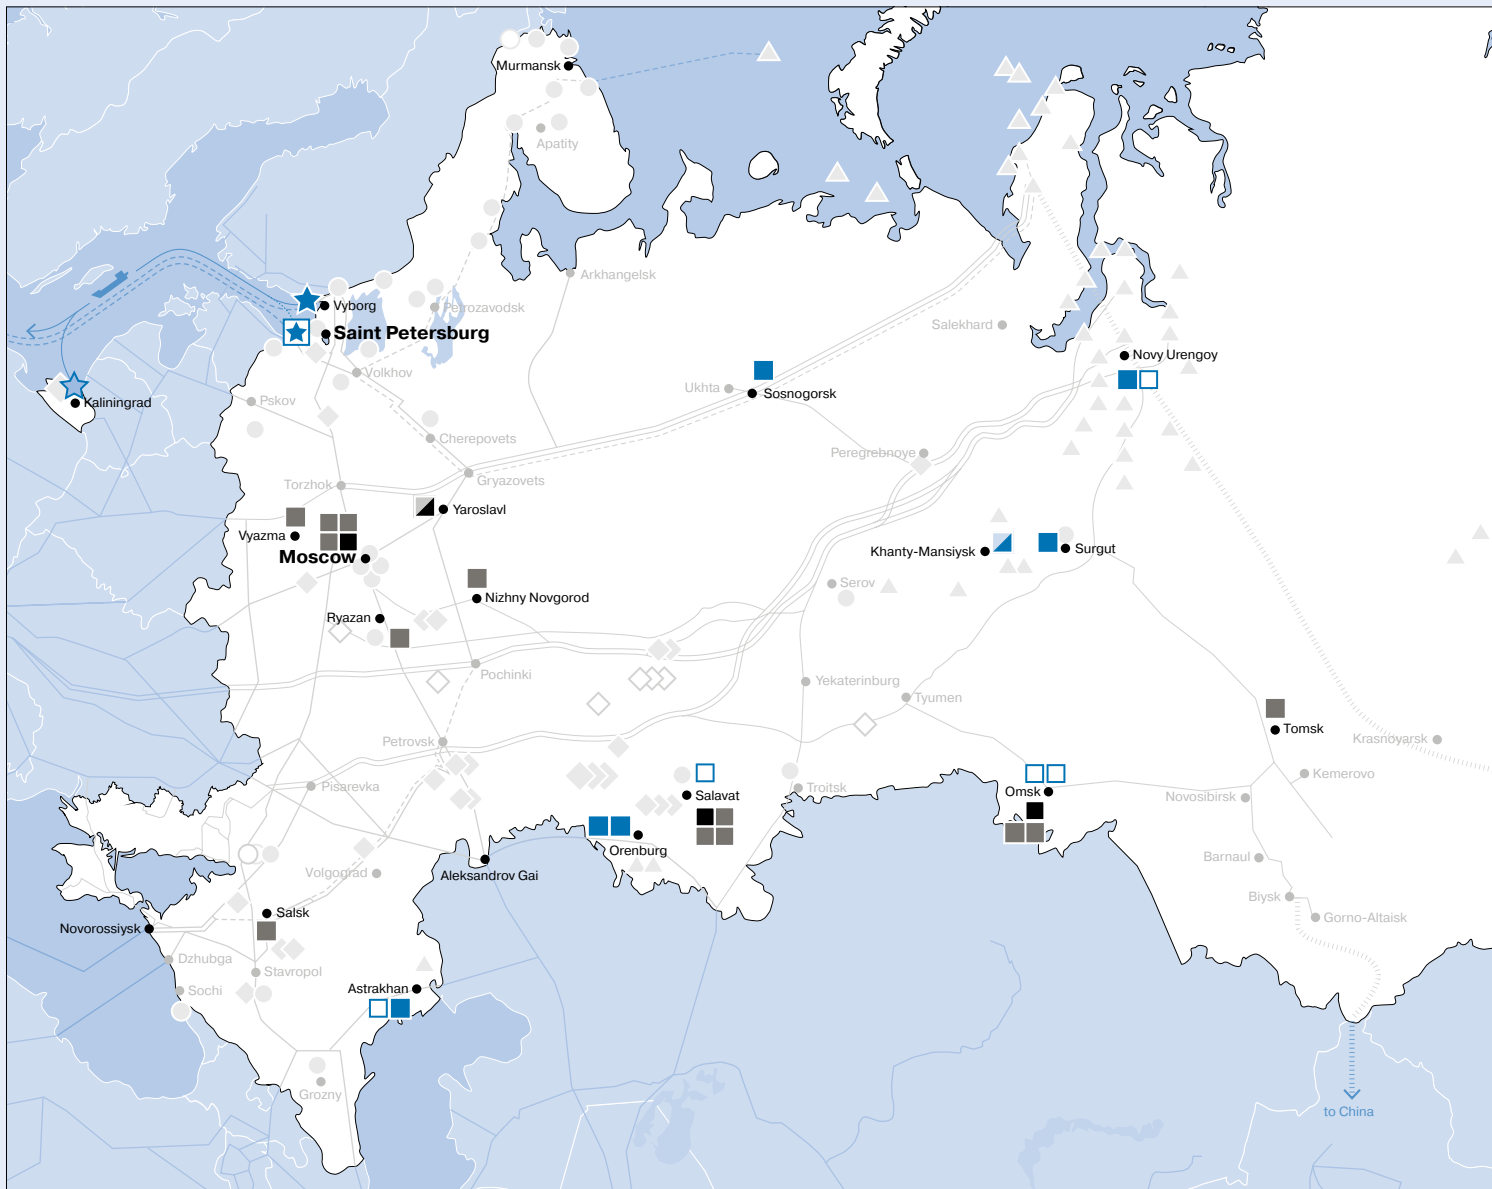 Murmansk
Apatity
Arkhangelsk
Vyborg
Petrozavodsk
Saint Petersburg
Salekhard
Novy Urengoy
Volkhov
Ukhta
Sosnogorsk
Kaliningrad
Pskov
Cherepovets
Peregrebnoye
Gryazovets
Torzhok
Yaroslavl
Vyazma
Moscow
Khanty-Mansiysk
Surgut
Serov
Nizhny Novgorod
Ryazan
Pochinki
Yekaterinburg
Tyumen
Tomsk
Krasnoyarsk
Petrovsk
Kemerovo
Pisarevka
Salavat
Troitsk
Omsk
Novosibirsk
Orenburg
Barnaul
Volgograd
Aleksandrov Gai
Biysk
Salsk
Gorno-Altaisk
Novorossiysk
Dzhubga
Stavropol
Sochi
Astrakhan
Grozny
to China